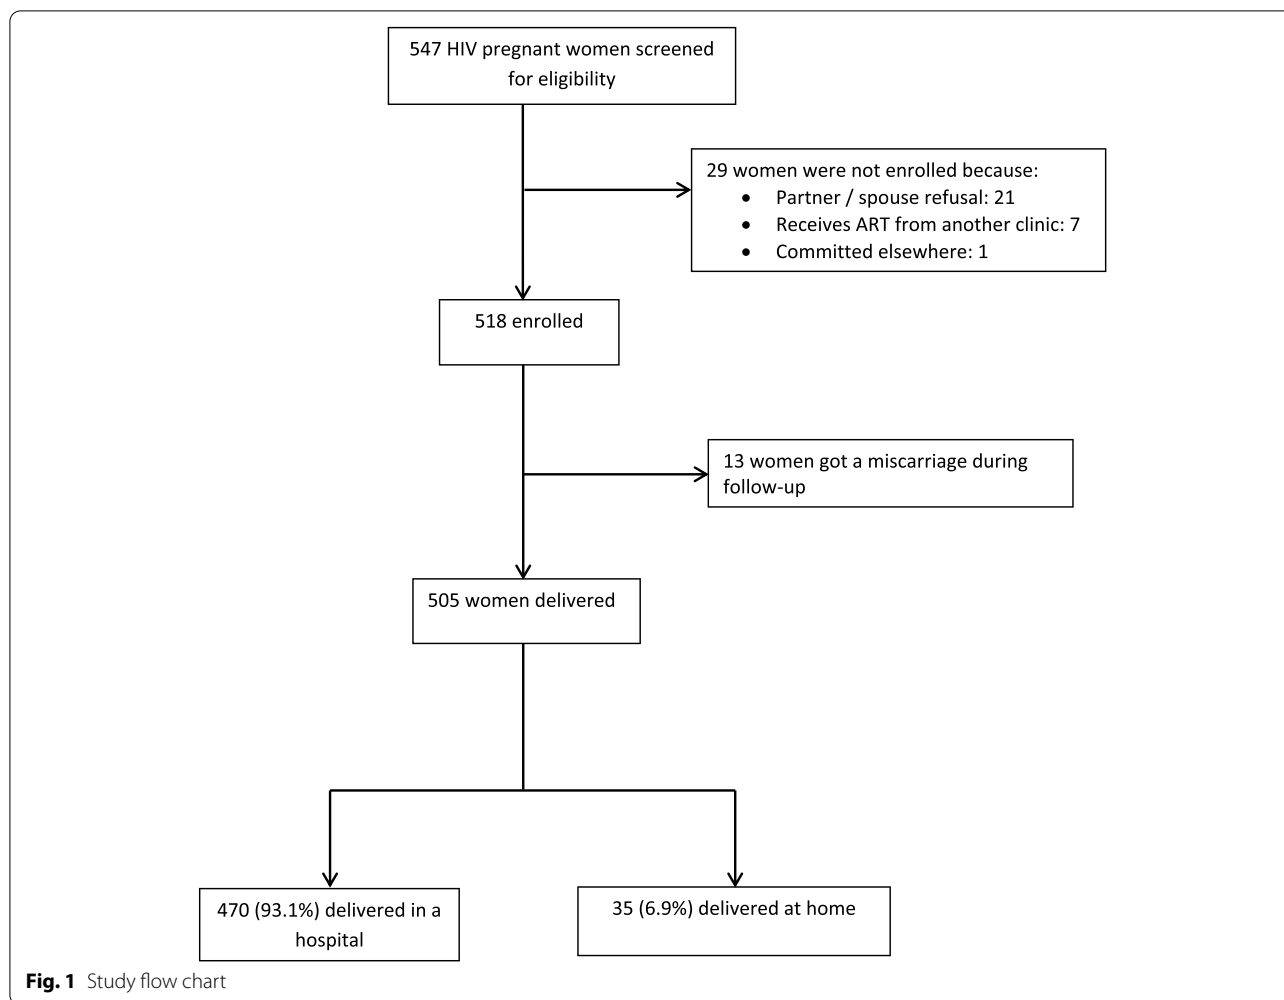 547 HIV pregnant women screened
for eligibility
29 women were not enrolled because:
• Partner / spouse refusal: 21
• Receives ART from another clinic: 7
• Committed elsewhere: 1
518 enrolled
13 women got a miscarriage during
follow-up
505 women delivered
470 (93.1%) delivered in a
hospital
35 (6.9%) delivered at home
Fig. 1 Study flow chart